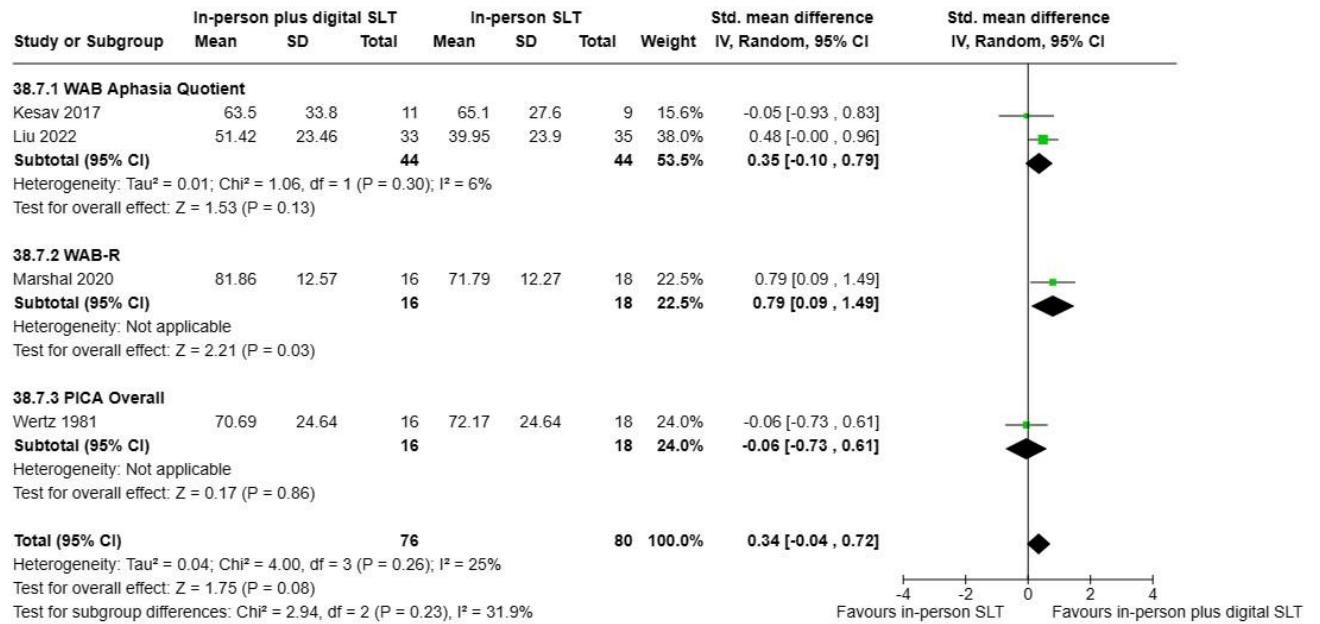 In-person plus digital SLT In-person SLT Std. mean difference Std. mean difference
Study or Subgroup Mean SD Total Mean SD Total Weight IV, Random, 95% CI IV, Random, 95% CI
38.7.1 WAB Aphasia Quotient
Kesav 2017 63.5 33.8 11 65.1 27.6 9 15.6% -0.05 [-0.93 , 0.83]
Liu 2022 51.42 23.46 33 39.95 23.9 35 38.0% 0.48 [-0.00 , 0.96]
Subtotal (95% CI) 44 44 53.5% 0.35 [-0.10 , 0.79]
Heterogeneity: Tau² = 0.01; Chi² = 1.06, df = 1 (P = 0.30); I² = 6%
Test for overall effect: Z = 1.53 (P = 0.13)
38.7.2 WAB-R
Marshal 2020 81.86 12.57 16 71.79 12.27 18 22.5% 0.79 [0.09 , 1.49]
Subtotal (95% CI) 16 18 22.5% 0.79 [0.09 , 1.49]
Heterogeneity: Not applicable
Test for overall effect: Z = 2.21 (P = 0.03)
38.7.3 PICA Overall
Wertz 1981 70.69 24.64 16 72.17 24.64 18 24.0% -0.06 [-0.73 , 0.61]
Subtotal (95% CI) 16 18 24.0% -0.06 [-0.73 , 0.61]
Heterogeneity: Not applicable
Test for overall effect: Z = 0.17 (P = 0.86)
Total (95% CI) 76 80 100.0% 0.34 [-0.04 , 0.72]
Heterogeneity: Tau² = 0.04; Chi² = 4.00, df = 3 (P = 0.26); I² = 25%
Test for overall effect: Z = 1.75 (P = 0.08)
-4 -2 0 2 4
Test for subgroup differences: Chi² = 2.94, df = 2 (P = 0.23), I² = 31.9% Favours in-person SLT Favours in-person plus digital SLT